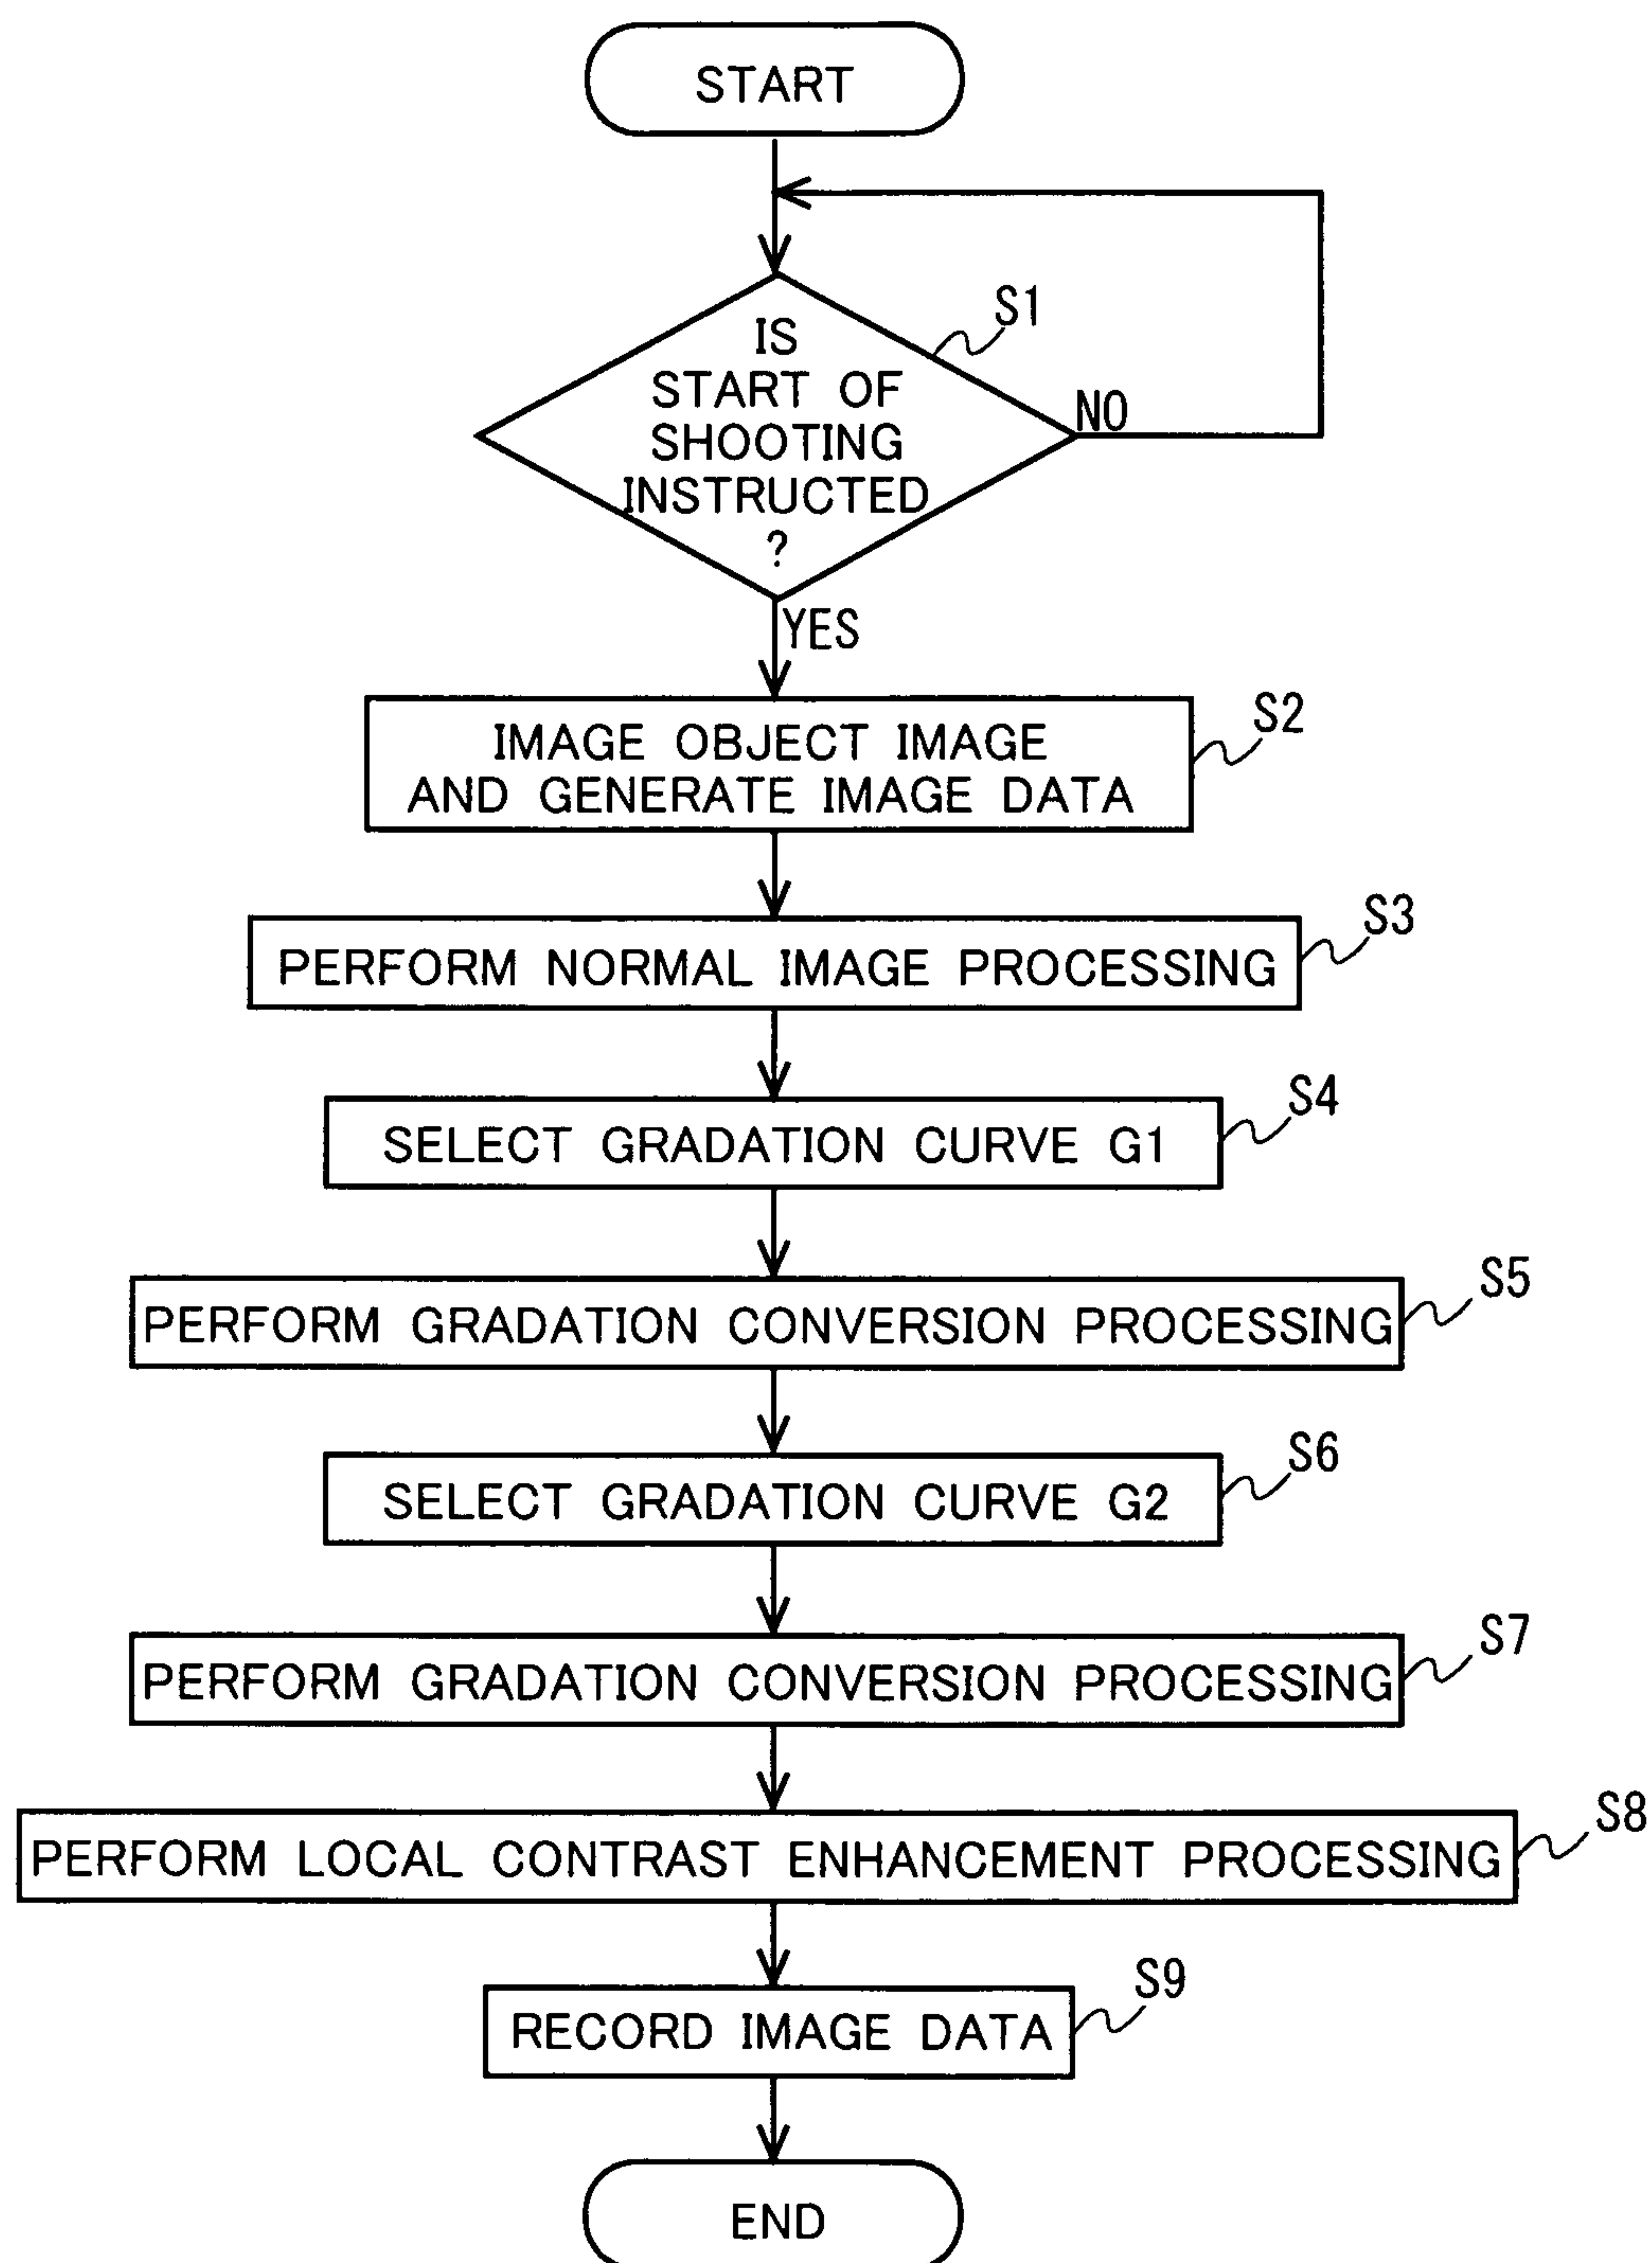 START
S1
IS
START OF
SHOOTING
INSTRUCTED
?
NO
YES
S2
IMAGE OBJECT IMAGE
AND GENERATE IMAGE DATA
S3
PERFORM NORMAL IMAGE PROCESSING
S4
SELECT GRADATION CURVE G1
S5
PERFORM GRADATION CONVERSION PROCESSING
S6
SELECT GRADATION CURVE G2
S7
PERFORM GRADATION CONVERSION PROCESSING
S8
PERFORM LOCAL CONTRAST ENHANCEMENT PROCESSING
S9
RECORD IMAGE DATA
END